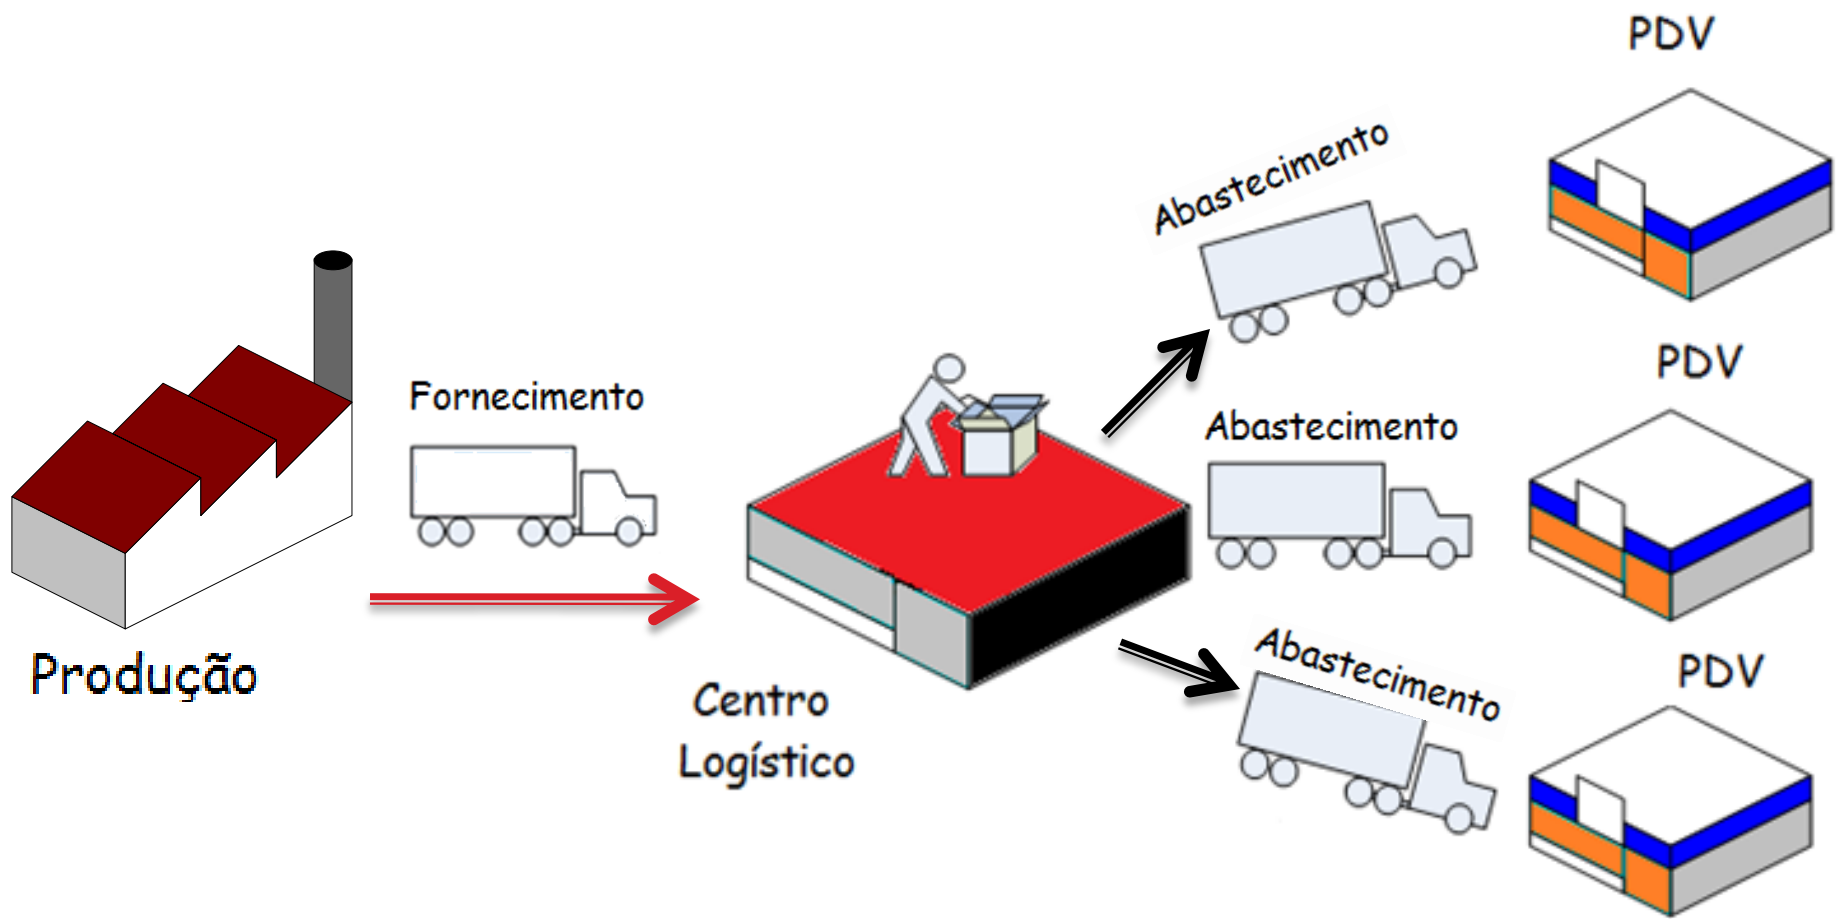 Produção
Fornecimento
Centro
Logístico
Abastecimento
PDV
Abastecimento
PDV
Abastecimento
PDV